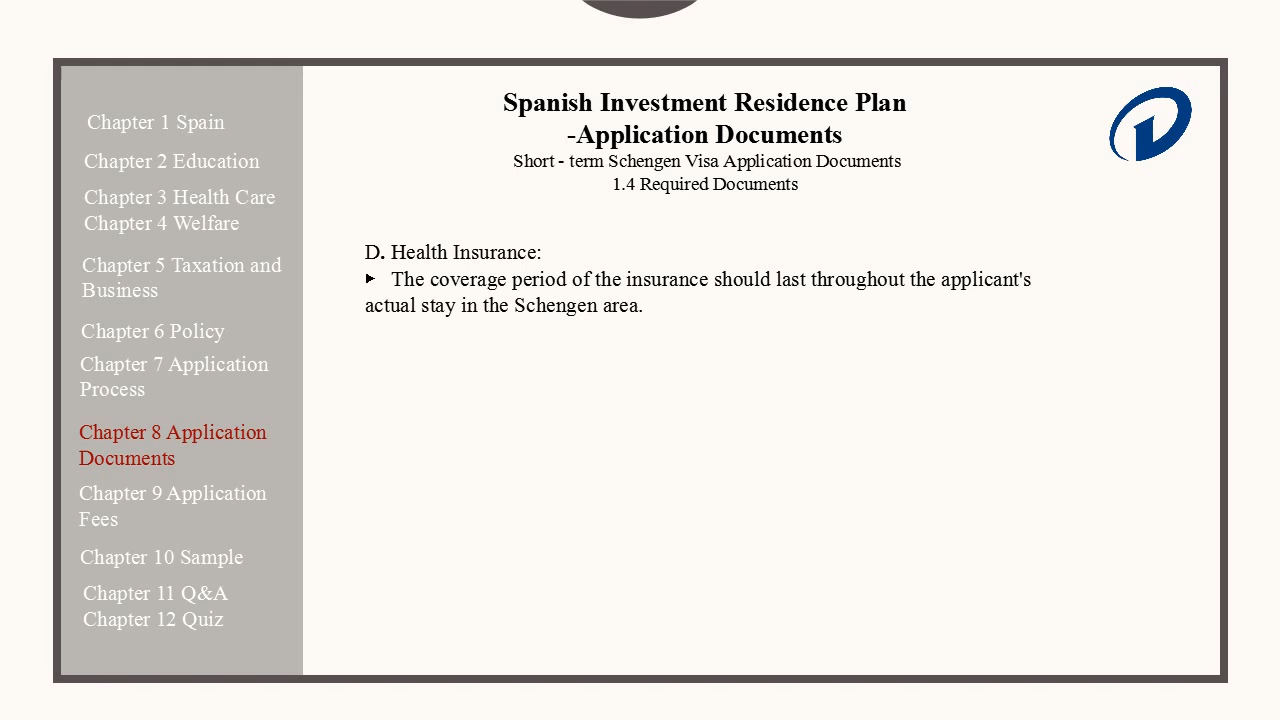 Chapter 1 Spain
Chapter 2 Education
Chapter 3 Health Care
Chapter 4 Welfare
Chapter 5 Taxation and
Business
Chapter 6 Policy
Chapter 7 Application
Process
Chapter 8 Application
Documents
Chapter 9 Application
Fees
Chapter 10 Sample
Chapter 11 Q&A
Chapter 12 Quiz
Spanish Investment Residence Plan
-Application Documents
Short - term Schengen Visa Application Documents
1.4 Required Documents
D. Health Insurance:
‣ The coverage period of the insurance should last throughout the applicant's
actual stay in the Schengen area.